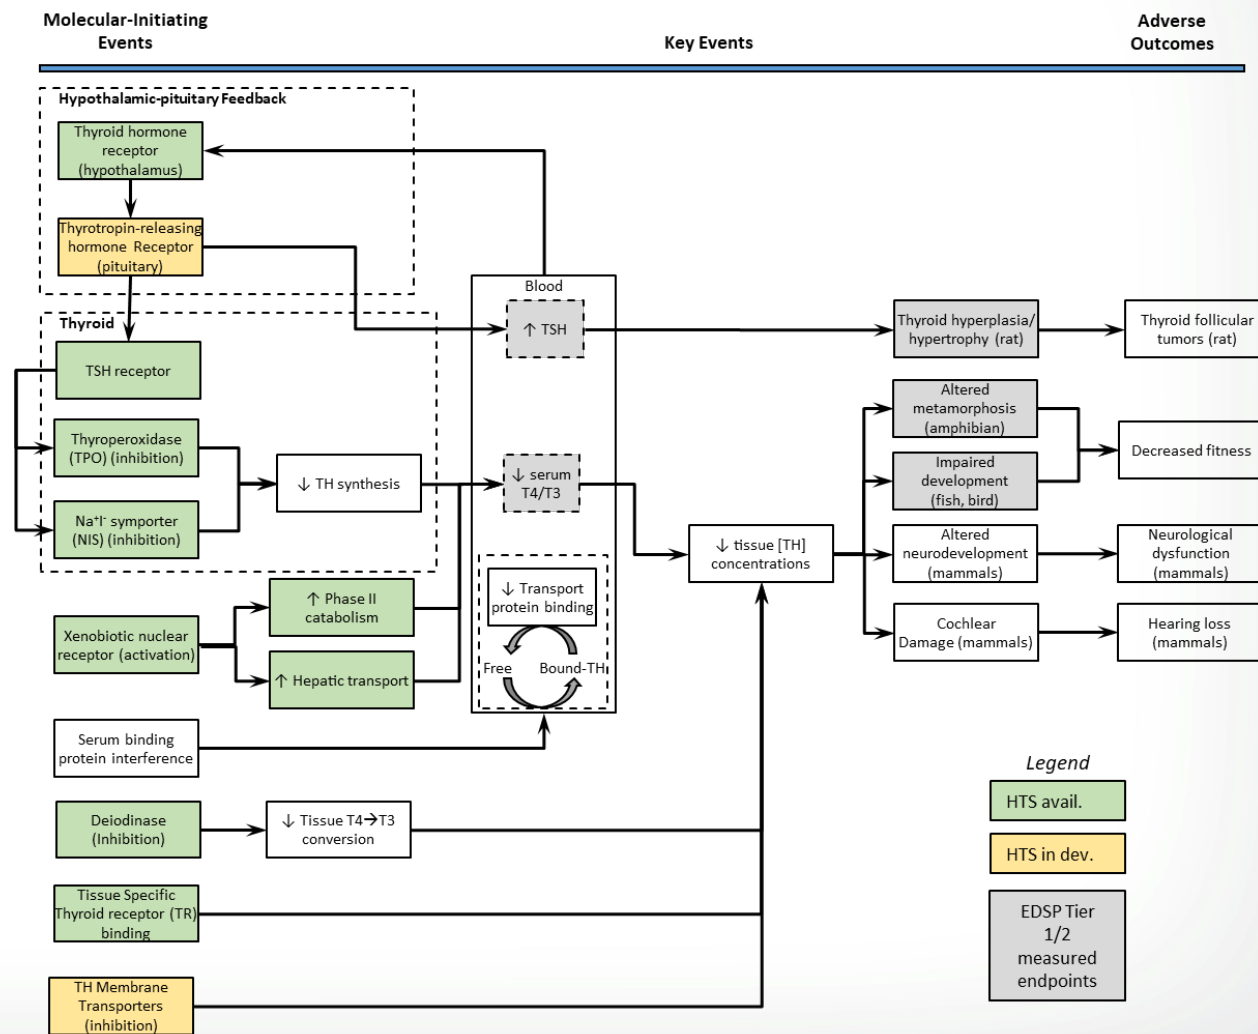 Molecular-Initiating
Events
Key Events
Adverse
Outcomes
Hypothalamic-pituitary Feedback
Thyroid hormone
receptor
(hypothalamus)
Thyrotropin-releasing
hormone Receptor
(pituitary)
Thyroid
TSH receptor
Thyroperoxidase
(TPO) (inhibition)
Na⁺I⁻ symporter
(NIS) (inhibition)
↓ TH synthesis
Xenobiotic nuclear
receptor (activation)
↑ Phase II
catabolism
↑ Hepatic transport
Serum binding
protein interference
Deiodinase
(Inhibition)
↓ Tissue T4→T3
conversion
Tissue Specific
Thyroid receptor (TR)
binding
TH Membrane
Transporters
(inhibition)
Blood
↑ TSH
↓ serum
T4/T3
↓ Transport
protein binding
Free
Bound-TH
↓ tissue [TH]
concentrations
Thyroid hyperplasia/
hypertrophy (rat)
Thyroid follicular
tumors (rat)
Altered
metamorphosis
(amphibian)
Impaired
development
(fish, bird)
Decreased fitness
Altered
neurodevelopment
(mammals)
Neurological
dysfunction
(mammals)
Cochlear
Damage (mammals)
Hearing loss
(mammals)
Legend
HTS avail.
HTS in dev.
EDSP Tier
1/2
measured
endpoints